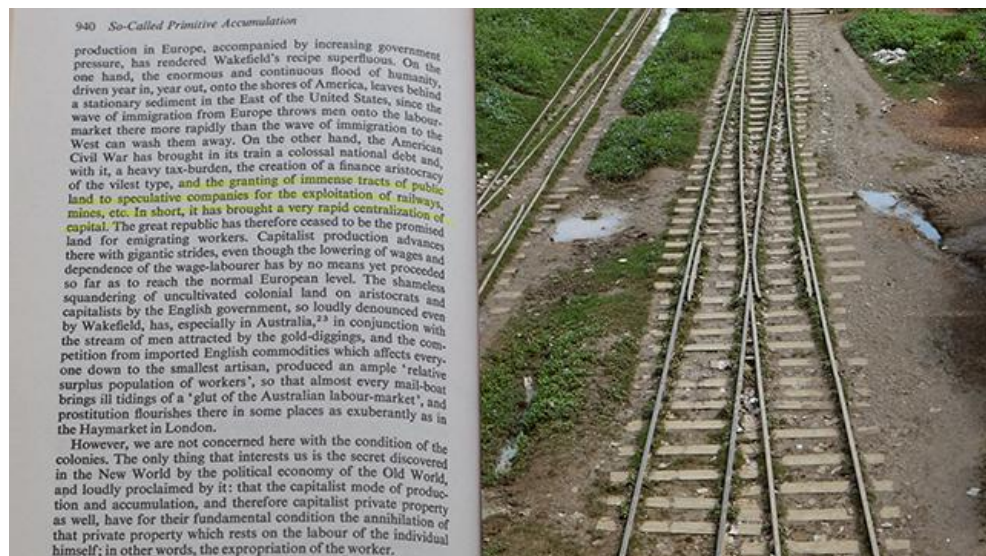 940 So-Called Primitive Accumulation
production in Europe, accompanied by increasing government
pressure, has rendered Wakefield's recipe superfluous. On the
one hand, the enormous and continuous flood of humanity,
driven year in, year out, onto the shores of America, leaves behind
a stationary sediment in the East of the United States, since the
wave of immigration from Europe throws men onto the labour-
market there more rapidly than the wave of immigration to the
West can wash them away. On the other hand, the American
Civil War has brought in its train a colossal national debt and,
with it, a heavy tax-burden, the creation of a finance aristocracy
of the vilest type, and the granting of immense tracts of public
land to speculative companies for the exploitation of railways,
mines, etc. In short, it has brought a very rapid centralization of
capital. The great republic has therefore ceased to be the promised
land for emigrating workers. Capitalist production advances
there with gigantic strides, even though the lowering of wages and
dependence of the wage-labourer has by no means yet proceeded
so far as to reach the normal European level. The shameless
squandering of uncultivated colonial land on aristocrats and
capitalists by the English government, so loudly denounced even
by Wakefield, has, especially in Australia,²³ in conjunction with
the stream of men attracted by the gold-diggings, and the com-
petition from imported English commodities which affects every-
one down to the smallest artisan, produced an ample 'relative
surplus population of workers', so that almost every mail-boat
brings ill tidings of a 'glut of the Australian labour-market', and
prostitution flourishes there in some places as exuberantly as in
the Haymarket in London.
However, we are not concerned here with the condition of the
colonies. The only thing that interests us is the secret discovered
in the New World by the political economy of the Old World,
and loudly proclaimed by it: that the capitalist mode of produc-
tion and accumulation, and therefore capitalist private property
as well, have for their fundamental condition the annihilation of
that private property which rests on the labour of the individual
himself; in other words, the expropriation of the worker.